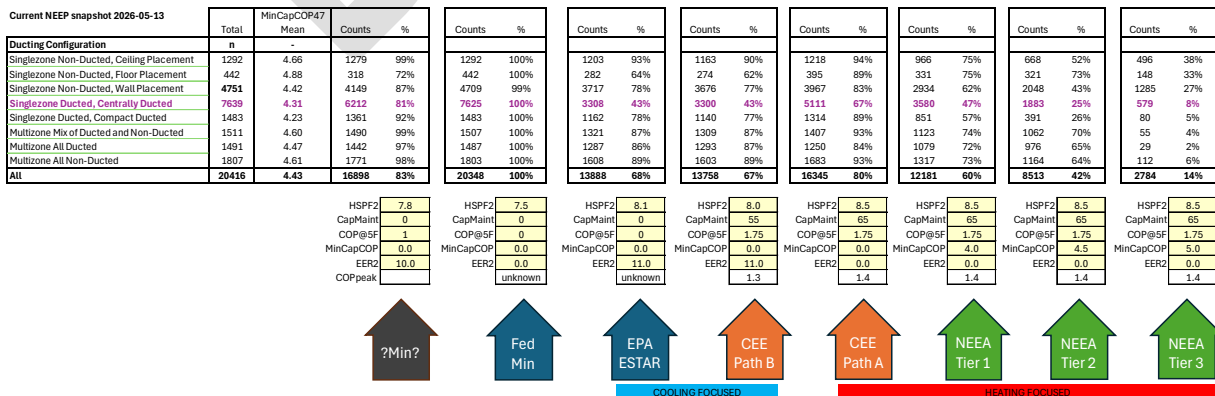 Current NEEP snapshot 2026-05-13 MinCapCOP47
Total Mean Counts % Counts % Counts % Counts % Counts % Counts % Counts % Counts %
Ducting Configuration n -
Singlezone Non-Ducted, Ceiling Placement 1292 4.66 1279 99% 1292 100% 1203 93% 1163 90% 1218 94% 966 75% 668 52% 496 38%
Singlezone Non-Ducted, Floor Placement 442 4.88 318 72% 442 100% 282 64% 274 62% 395 89% 331 75% 321 73% 148 33%
Singlezone Non-Ducted, Wall Placement 4751 4.42 4149 87% 4709 99% 3717 78% 3676 77% 3967 83% 2934 62% 2048 43% 1285 27%
Singlezone Ducted, Centrally Ducted 7639 4.31 6212 81% 7625 100% 3308 43% 3300 43% 5111 67% 3580 47% 1883 25% 579 8%
Singlezone Ducted, Compact Ducted 1483 4.23 1361 92% 1483 100% 1162 78% 1140 77% 1314 89% 851 57% 391 26% 80 5%
Multizone Mix of Ducted and Non-Ducted 1511 4.60 1490 99% 1507 100% 1321 87% 1309 87% 1407 93% 1123 74% 1062 70% 55 4%
Multizone All Ducted 1491 4.47 1442 97% 1487 100% 1287 86% 1293 87% 1250 84% 1079 72% 976 65% 29 2%
Multizone All Non-Ducted 1807 4.61 1771 98% 1803 100% 1608 89% 1603 89% 1683 93% 1317 73% 1164 64% 112 6%
All 20416 4.43 16898 83% 20348 100% 13888 68% 13758 67% 16345 80% 12181 60% 8513 42% 2784 14%
HSPF2 7.8 HSPF2 7.5 HSPF2 8.1 HSPF2 8.0 HSPF2 8.5 HSPF2 8.5 HSPF2 8.5 HSPF2 8.5
CapMaint 0 CapMaint 0 CapMaint 0 CapMaint 55 CapMaint 65 CapMaint 65 CapMaint 65 CapMaint 65
COP@5F 1 COP@5F 0 COP@5F 0 COP@5F 1.75 COP@5F 1.75 COP@5F 1.75 COP@5F 1.75 COP@5F 1.75
MinCapCOP 0.0 MinCapCOP 0.0 MinCapCOP 0.0 MinCapCOP 0.0 MinCapCOP 0.0 MinCapCOP 4.0 MinCapCOP 4.5 MinCapCOP 5.0
EER2 10.0 EER2 0.0 EER2 11.0 EER2 11.0 EER2 0.0 EER2 0.0 EER2 0.0 EER2 0.0
COPpeak unknown unknown 1.3 1.4 1.4 1.4 1.4
?Min?
Fed
Min
EPA
ESTAR
CEE
Path B
CEE
Path A
NEEA
Tier 1
NEEA
Tier 2
NEEA
Tier 3
COOLING FOCUSED HEATING FOCUSED